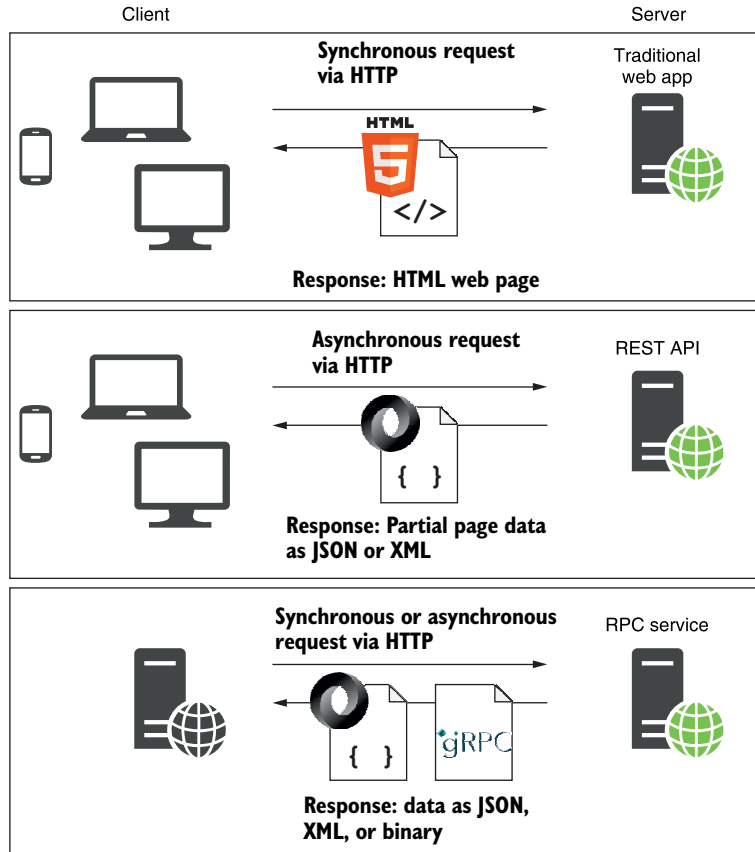 Client
Server
Synchronous request
via HTTP
Traditional
web app
HTML
5
</>
Response: HTML web page
Asynchronous request
via HTTP
REST API
{ }
Response: Partial page data
as JSON or XML
Synchronous or asynchronous
request via HTTP
RPC service
{ }
gRPC
Response: data as JSON,
XML, or binary